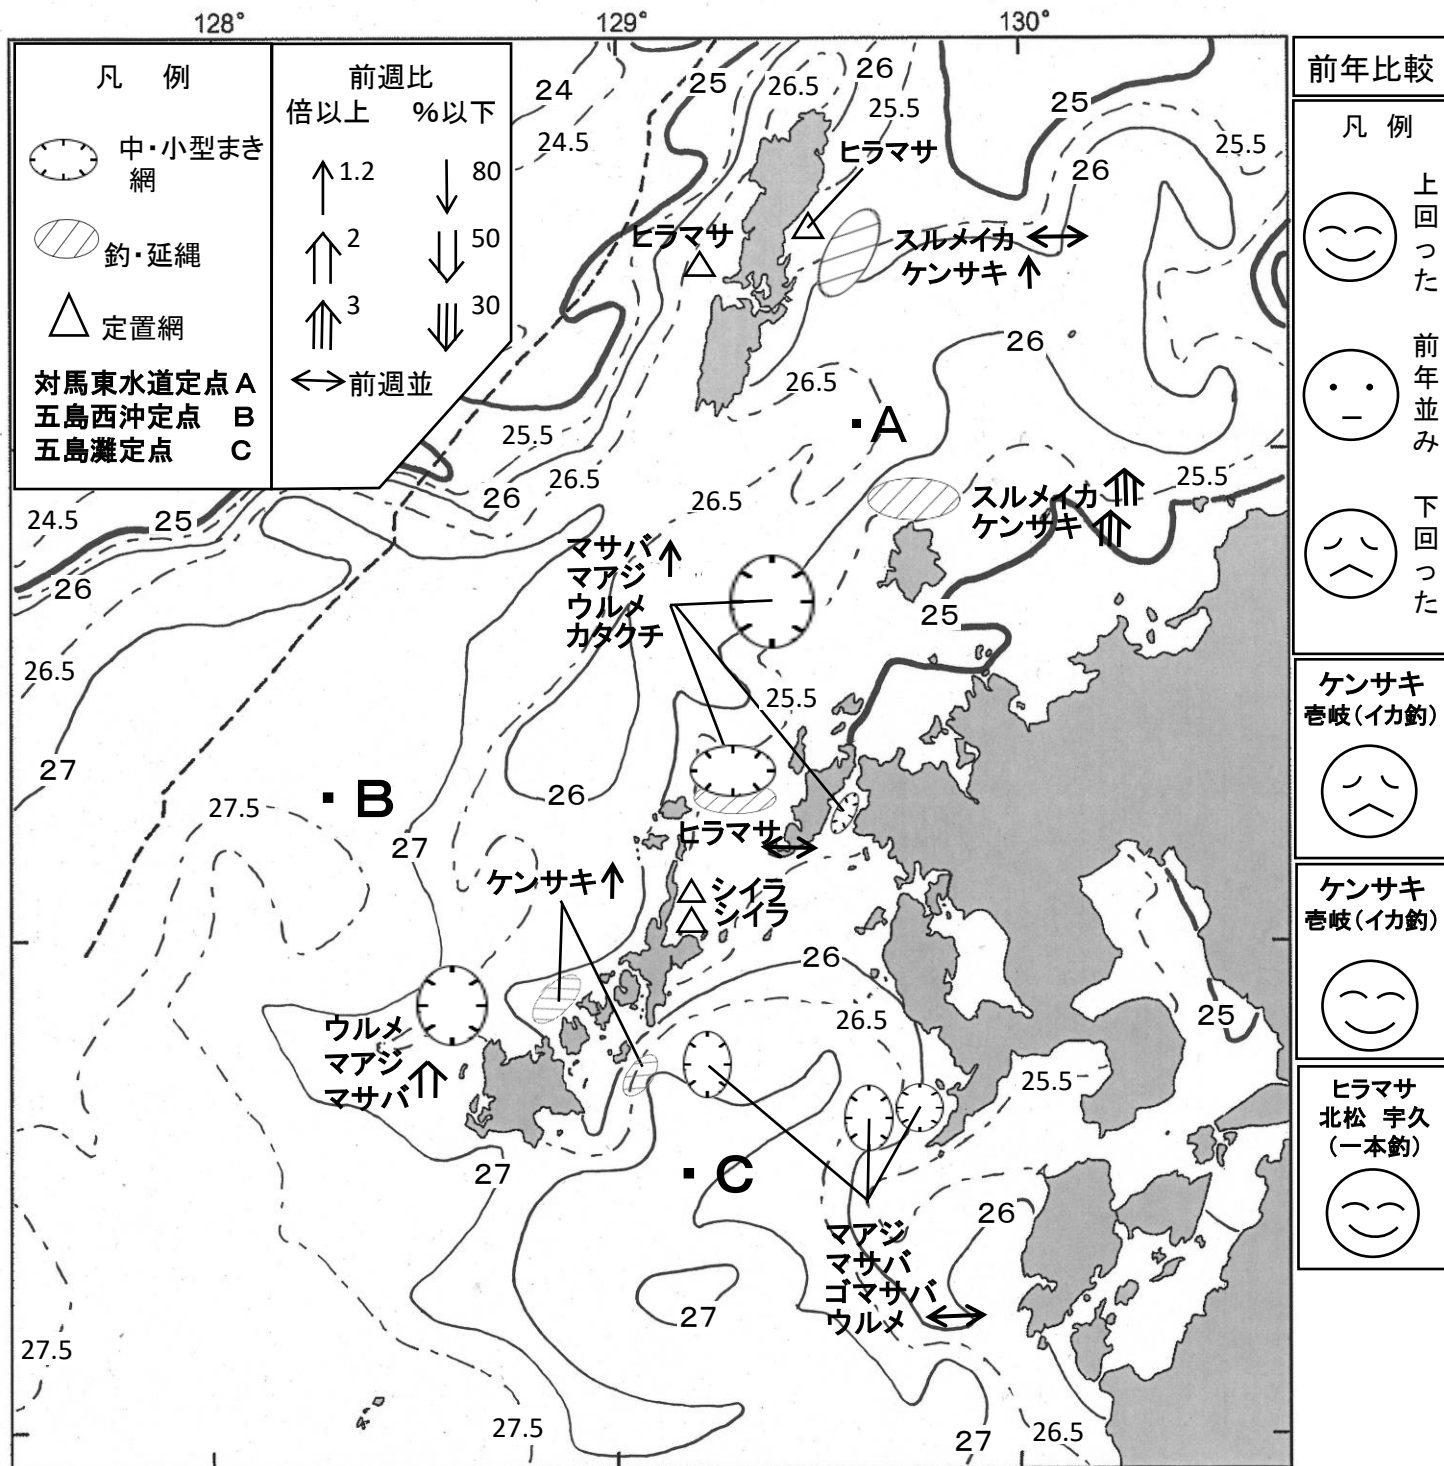 128°
129°
130°
凡 例
中・小型まき
網
釣・延縄
定置網
対馬東水道定点 A
五島西沖定点 B
五島灘定点 C
前週比
倍以上 %以下
1.2
80
2
50
3
30
前週並
24
24.5
25
26.5
26
25.5
ヒラマサ
ヒラマサ
25
26
25.5
スルメイカ
ケンサキ
26
26.5
A
25.5
26.5
26
26.5
24.5
25
26
スルメイカ
ケンサキ
25.5
マサバ
マアジ
ウルメ
カタクチ
25
26.5
25.5
27
B
27.5
26
27
ヒラマサ
ケンサキ
シイラ
シイラ
26
26.5
25
ウルメ
マアジ
マサバ
25.5
27
C
26
マアジ
マサバ
ゴマサバ
ウルメ
27
27.5
27.5
27
26.5
前年比較
凡 例
上回った
前年並み
下回った
ケンサキ
壱岐(イカ釣)
ケンサキ
壱岐(イカ釣)
ヒラマサ
北松 宇久
(一本釣)